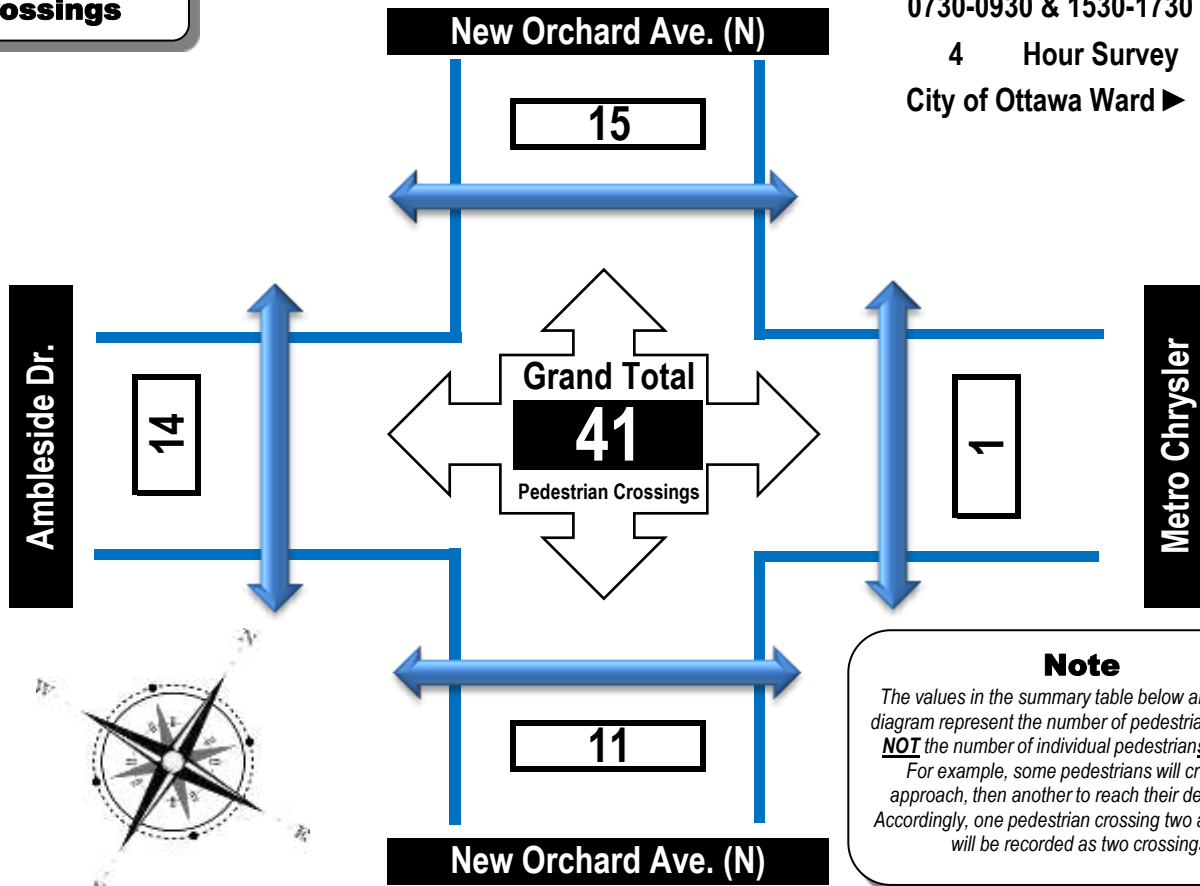 ossings
0730-0930 & 1530-1730
4 Hour Survey
City of Ottawa Ward ►
New Orchard Ave. (N)
15
Ambleside Dr.
14
Grand Total
41
Pedestrian Crossings
1
Metro Chrysler
11
New Orchard Ave. (N)
N
W
E
Note
The values in the summary table below a
diagram represent the number of pedestria
NOT the number of individual pedestrians
For example, some pedestrians will cr
approach, then another to reach their de
Accordingly, one pedestrian crossing two a
will be recorded as two crossings